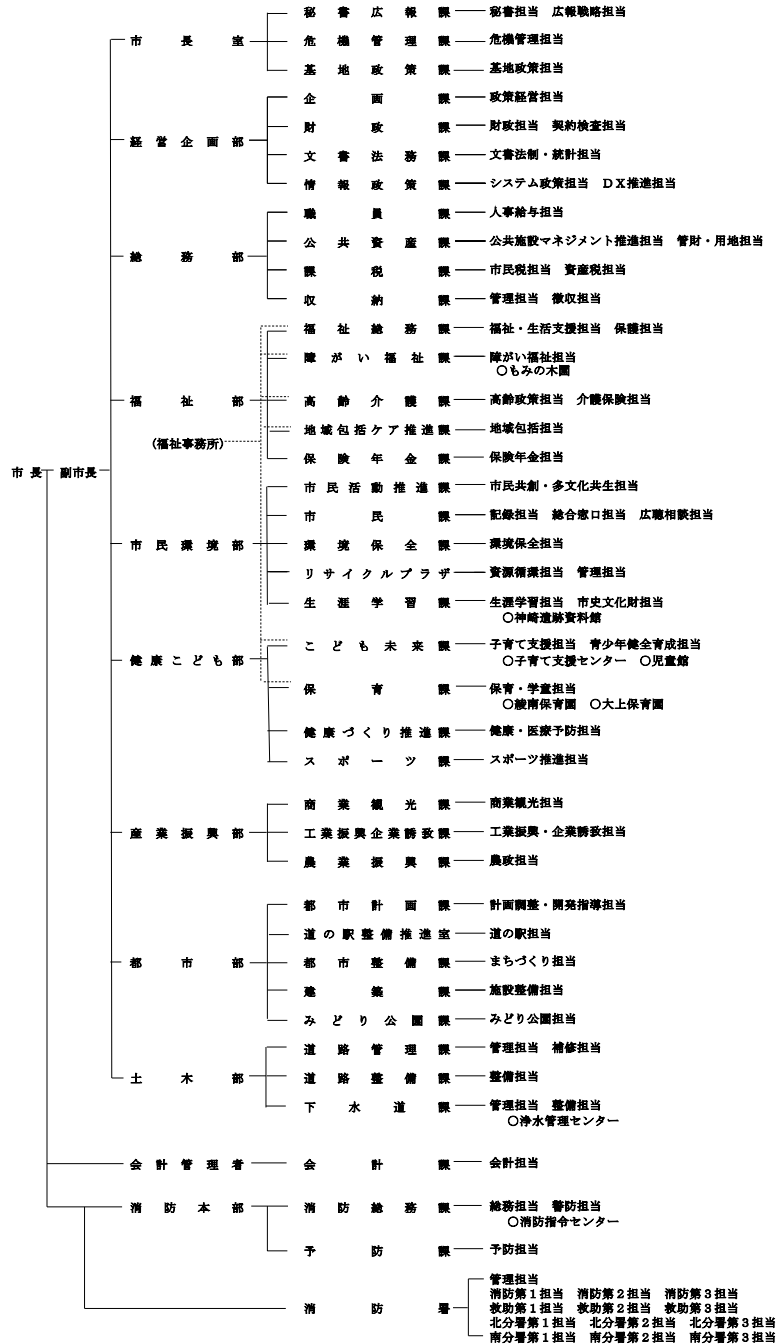 秘書広報課 秘書担当 広報戦略担当
市長室 危機管理課 危機管理担当
基地政策課 基地政策担当
企画課 政策経営担当
財政課 財政担当 契約検査担当
経営企画部
文書法務課 文書法制・統計担当
情報政策課 システム政策担当 DX推進担当
職員課 人事給与担当
公共資産課 公共施設マネジメント推進担当 管財・用地担当
総務部
課税課 市民税担当 資産税担当
収納課 管理担当 徴収担当
福祉総務課 福祉・生活支援担当 保護担当
障がい福祉課 障がい福祉担当
○もみの木園
福祉部 高齢介護課 高齢政策担当 介護保険担当
地域包括ケア推進課 地域包括担当
(福祉事務所)
保険年金課 保険年金担当
市長 副市長
市民活動推進課 市民共創・多文化共生担当
市民課 記録担当 総合窓口担当 広聴相談担当
市民環境部 環境保全課 環境保全担当
リサイクルプラザ 資源循環担当 管理担当
生涯学習課 生涯学習担当 市史文化財担当
○神崎遺跡資料館
こども未来課 子育て支援担当 青少年健全育成担当
健康こども部 ○子育て支援センター ○児童館
保育課 保育・学童担当
○綾南保育園 ○大上保育園
健康づくり推進課 健康・医療予防担当
スポーツ課 スポーツ推進担当
商業観光課 商業観光担当
産業振興部 工業振興企業誘致課 工業振興・企業誘致担当
農業振興課 農政担当
都市計画課 計画調整・開発指導担当
道の駅整備推進室 道の駅担当
都市部 都市整備課 まちづくり担当
建築課 施設整備担当
みどり公園課 みどり公園担当
道路管理課 管理担当 補修担当
土木部 道路整備課 整備担当
下水道課 管理担当 整備担当
○浄水管理センター
会計管理者 会計課 会計担当
消防本部 消防総務課 総務担当 警防担当
○消防指令センター
予防課 予防担当
管理担当
消防第1担当 消防第2担当 消防第3担当
消防署 救助第1担当 救助第2担当 救助第3担当
北分署第1担当 北分署第2担当 北分署第3担当
南分署第1担当 南分署第2担当 南分署第3担当